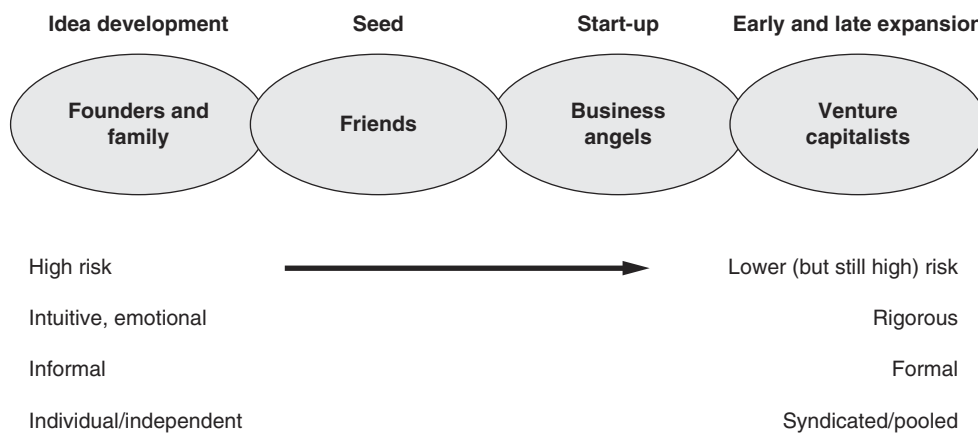 Idea development Seed Start-up Early and late expansion
Founders and family Friends Business angels Venture capitalists
High risk Lower (but still high) risk
Intuitive, emotional Rigorous
Informal Formal
Individual/independent Syndicated/pooled